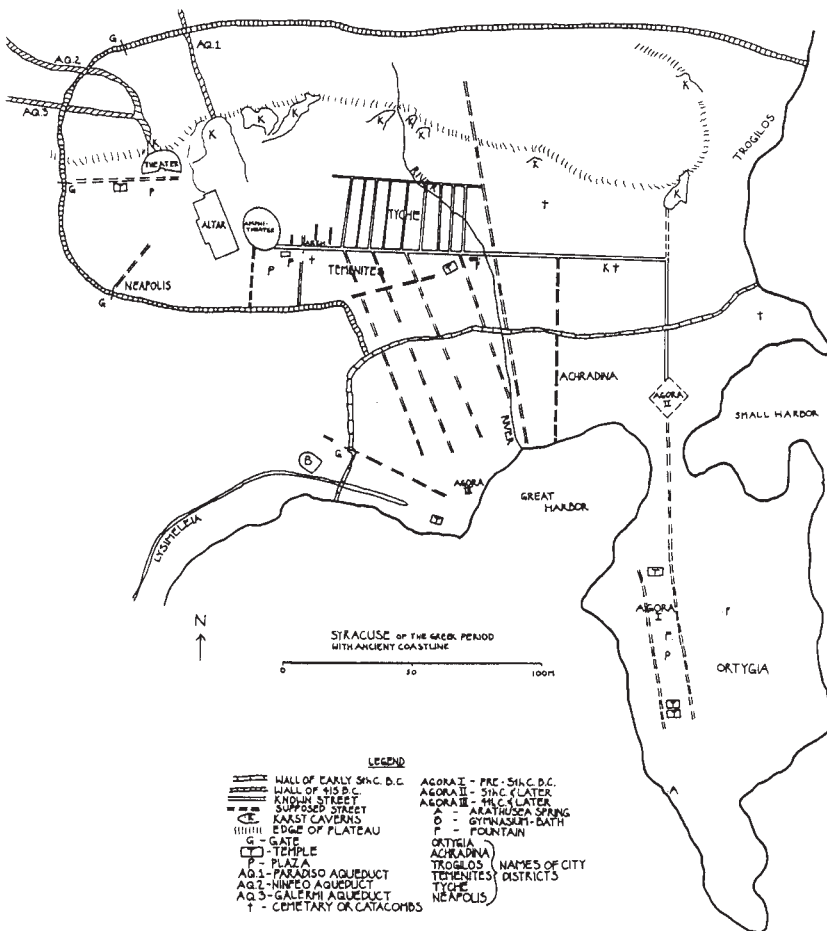 G
AQ.1
AQ.2
AQ.3
K
K
K
K
K
K
K
K
K
K
TROGILOS
THEATER
G
T
P
RIVER
†
TYCHE
ALTAR
AMPHI-
THEATER
ARCH
P
P
†
T
K†
TEMENITES
NEAPOLIS
G
†
ACHRADINA
AGORA
II
SMALL HARBOR
RIVER
G
B
AGORA
III
GREAT
HARBOR
T
LYSIMELEIA
T
AGORA
I
F
F
P
ORTYGIA
T
T
A
N
SYRACUSE OF THE GREEK PERIOD
WITH ANCIENT COASTLINE
0 50 100M
LEGEND
WALL OF EARLY 5TH C. B.C.
WALL OF 415 B.C.
KNOWN STREET
SUPPOSED STREET
K KARST CAVERNS
EDGE OF PLATEAU
G - GATE
T - TEMPLE
P - PLAZA
AQ.1 - PARADISO AQUEDUCT
AQ.2 - NINFEO AQUEDUCT
AQ.3 - GALERMI AQUEDUCT
† - CEMETARY OR CATACOMBS
AGORA I - PRE-5TH C. B.C.
AGORA II - 5TH C. & LATER
AGORA III - 4TH C. & LATER
A - ARATHUSEA SPRING
B - GYMNASIUM-BATH
F - FOUNTAIN
ORTYGIA
ACHRADINA
TROGILOS
TEMENITES
TYCHE
NEAPOLIS
NAMES OF CITY
DISTRICTS